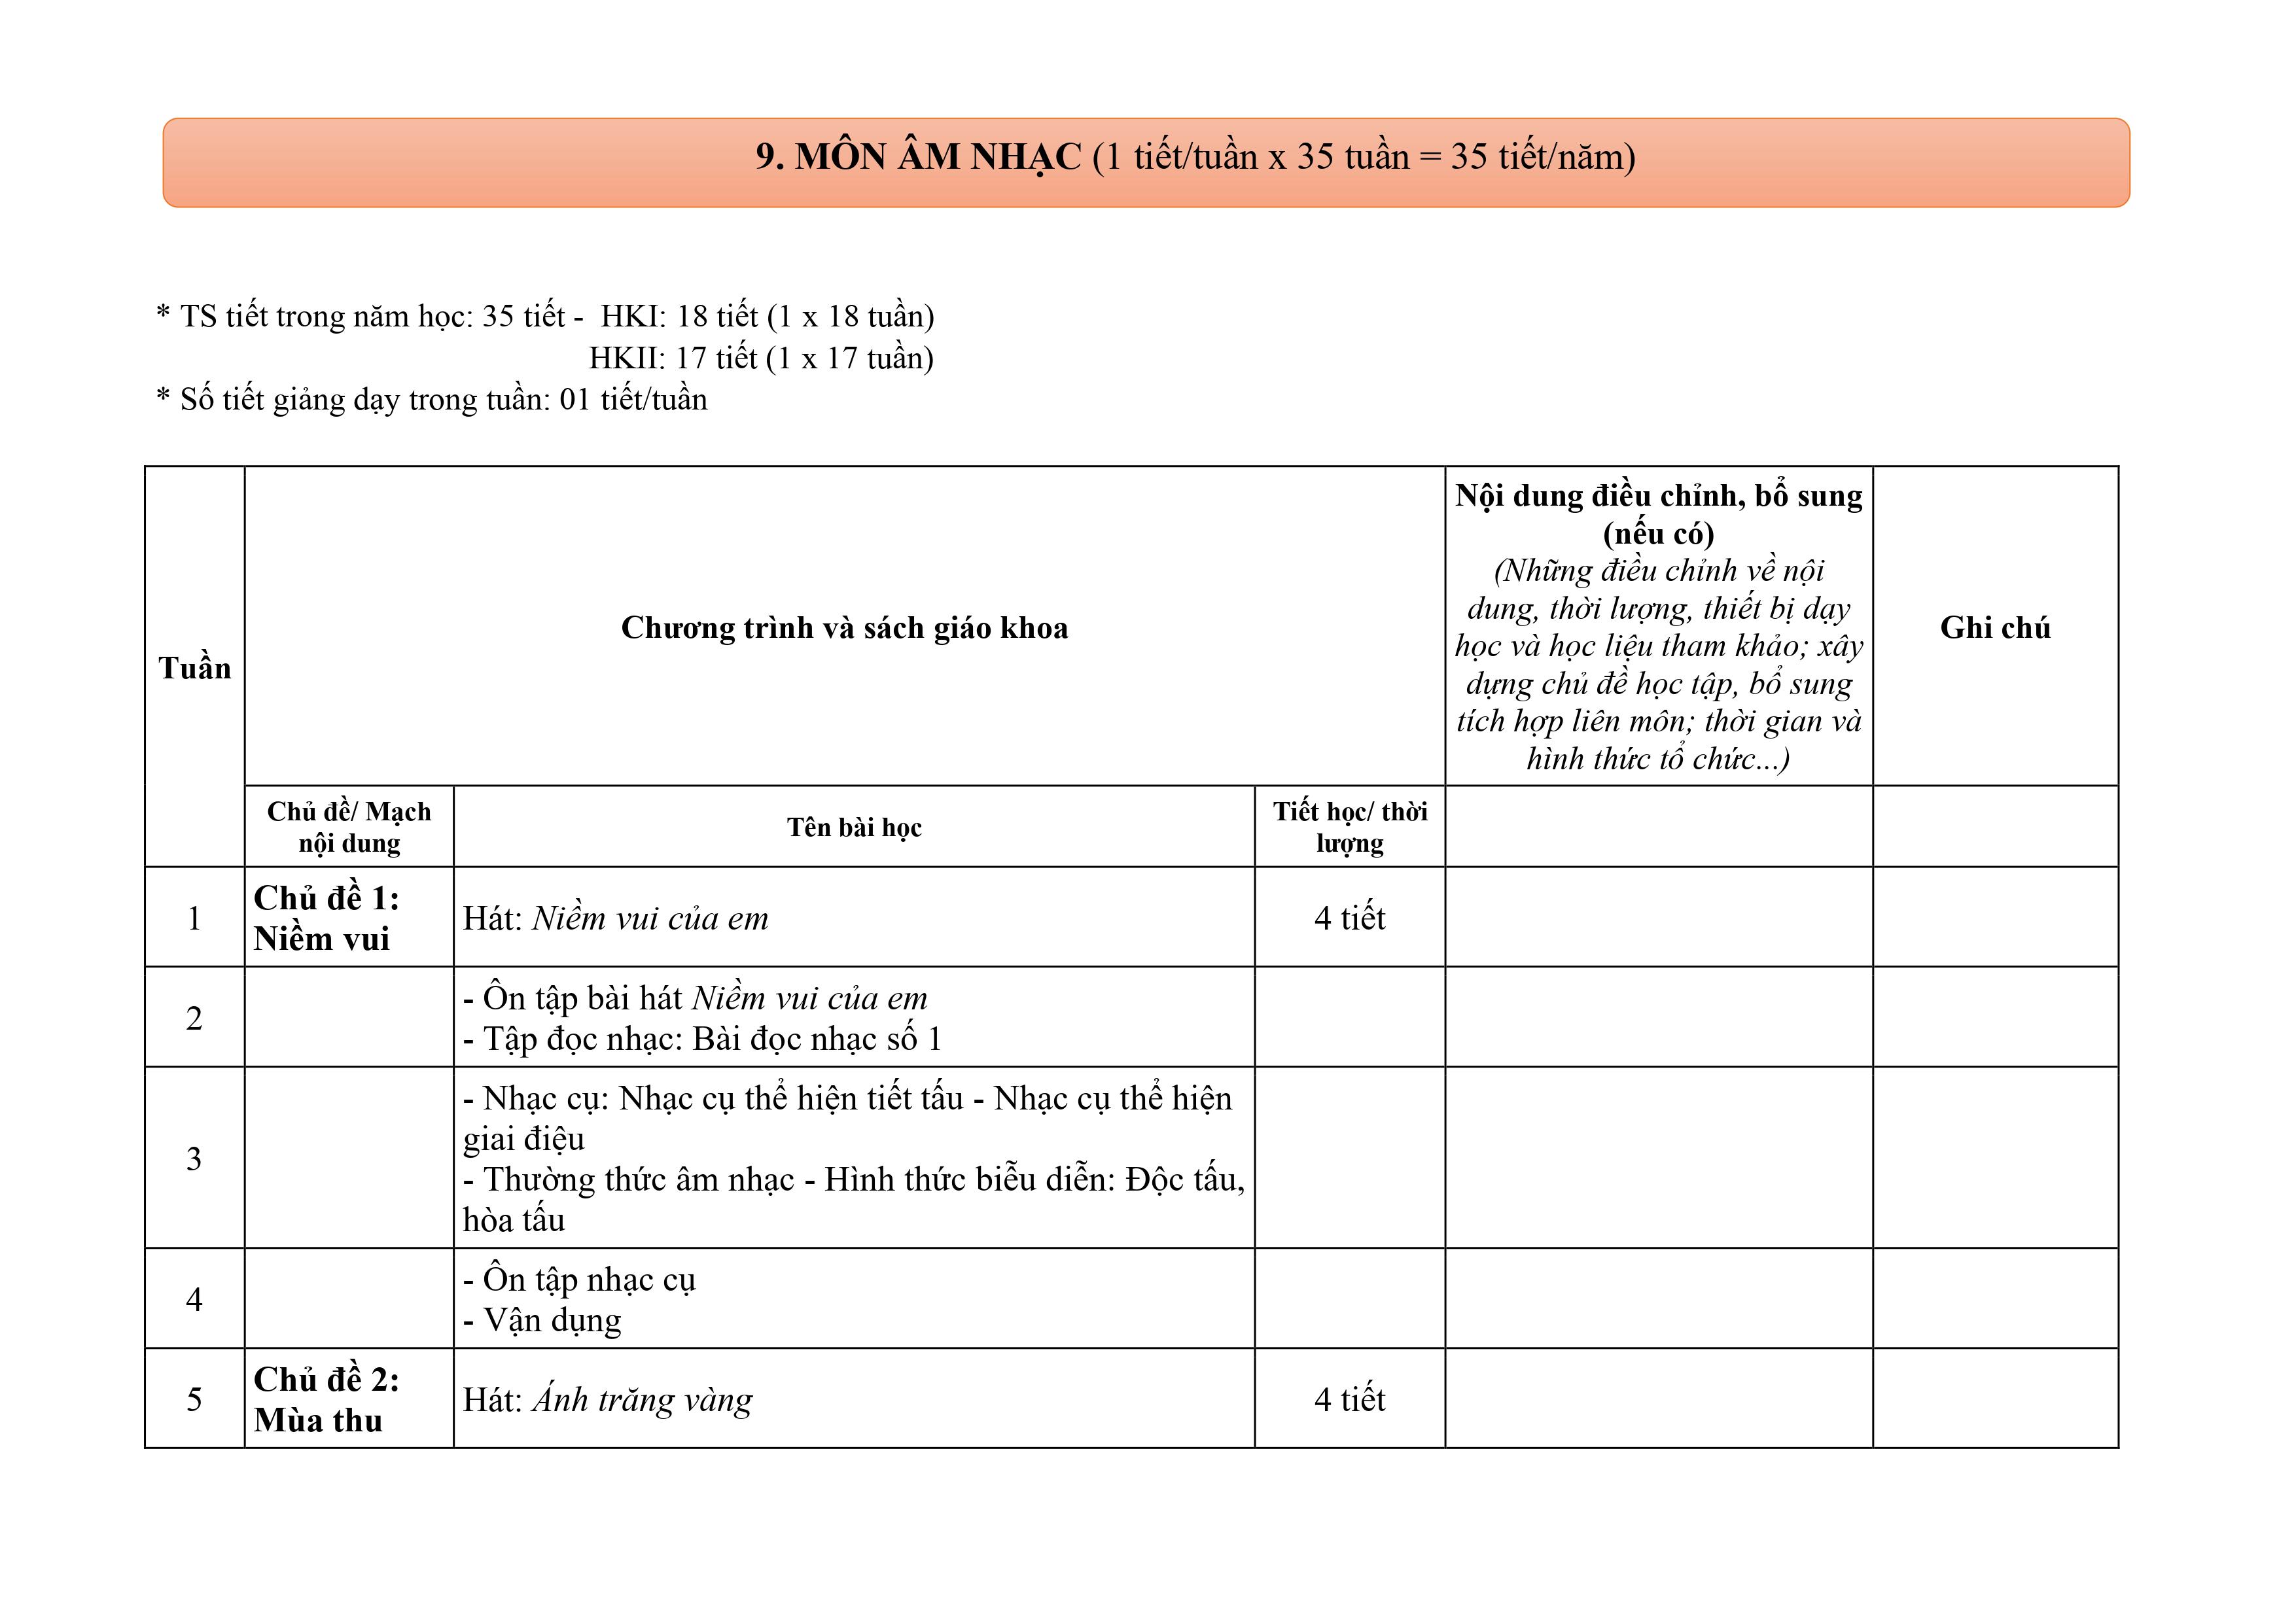 9. MÔN ÂM NHẠC (1 tiết/tuần x 35 tuần = 35 tiết/năm)
* TS tiết trong năm học: 35 tiết - HKI: 18 tiết (1 x 18 tuần)
HKII: 17 tiết (1 x 17 tuần)
* Số tiết giảng dạy trong tuần: 01 tiết/tuần
Tuần
Chương trình và sách giáo khoa
Nội dung điều chỉnh, bổ sung
(nếu có)
(Những điều chỉnh về nội
dung, thời lượng, thiết bị dạy
học và học liệu tham khảo; xây
dựng chủ đề học tập, bổ sung
tích hợp liên môn; thời gian và
hình thức tổ chức...)
Ghi chú
Chủ đề/ Mạch
nội dung
Tên bài học
Tiết học/ thời
lượng
1
Chủ đề 1:
Niềm vui
Hát: Niềm vui của em
4 tiết
2
- Ôn tập bài hát Niềm vui của em
- Tập đọc nhạc: Bài đọc nhạc số 1
3
- Nhạc cụ: Nhạc cụ thể hiện tiết tấu - Nhạc cụ thể hiện
giai điệu
- Thường thức âm nhạc - Hình thức biễu diễn: Độc tấu,
hòa tấu
4
- Ôn tập nhạc cụ
- Vận dụng
5
Chủ đề 2:
Mùa thu
Hát: Ánh trăng vàng
4 tiết